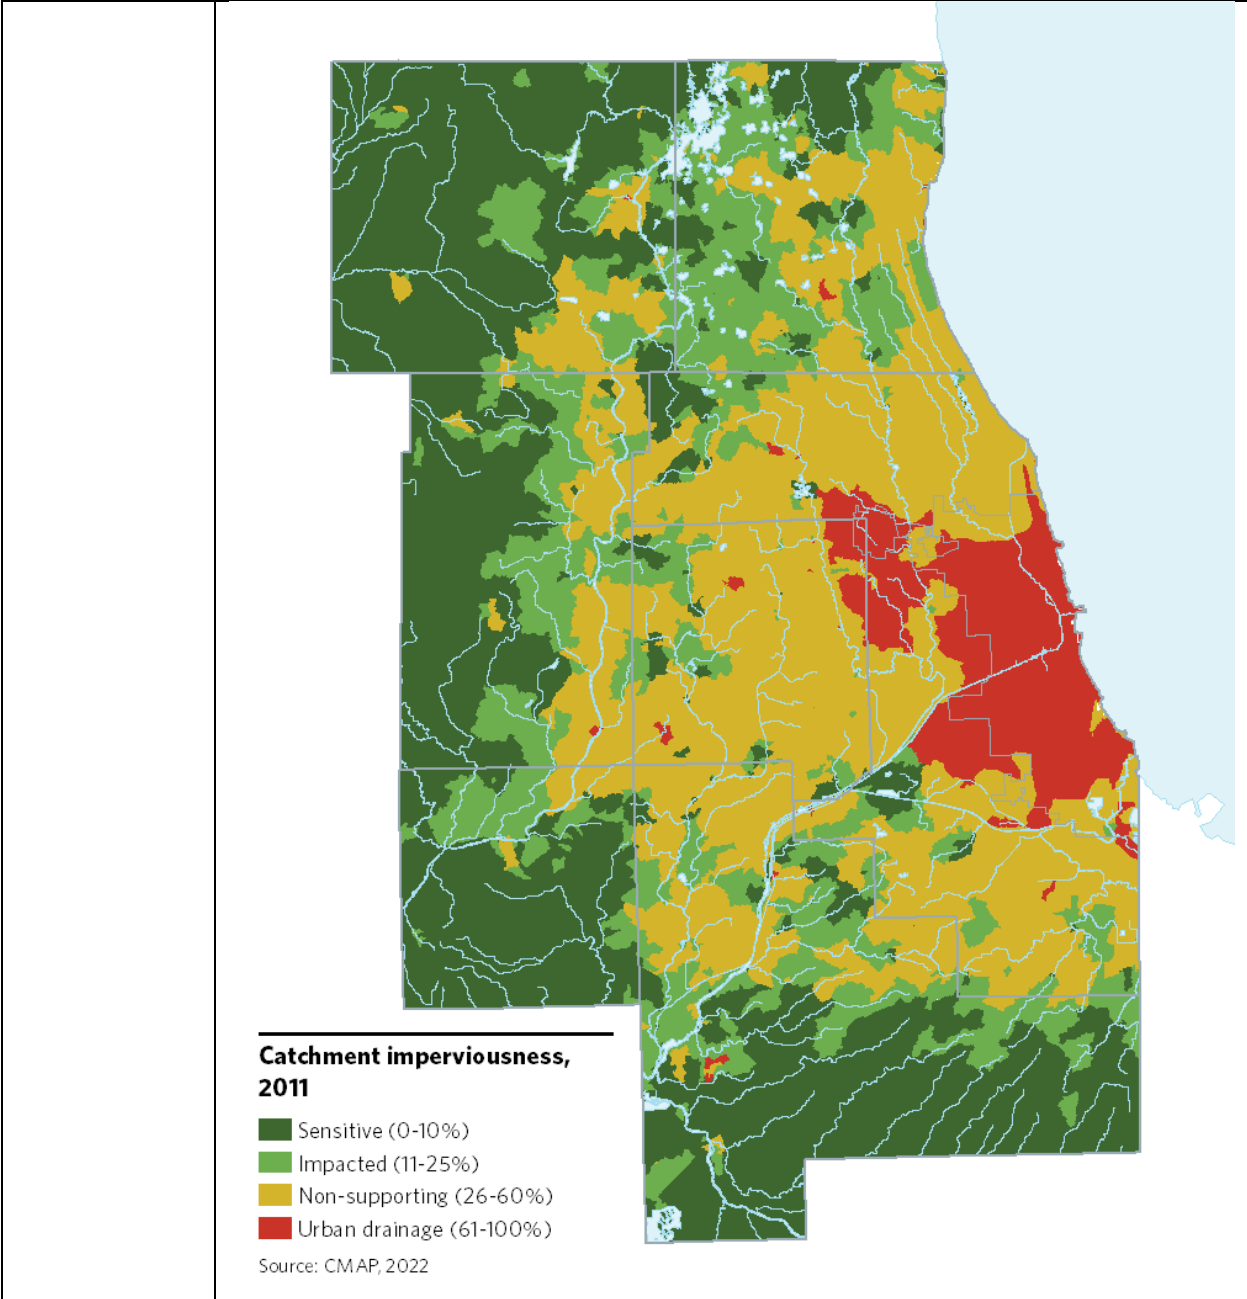 Catchment imperviousness,
2011
Sensitive (0-10%)
Impacted (11-25%)
Non-supporting (26-60%)
Urban drainage (61-100%)
Source: CMAP, 2022